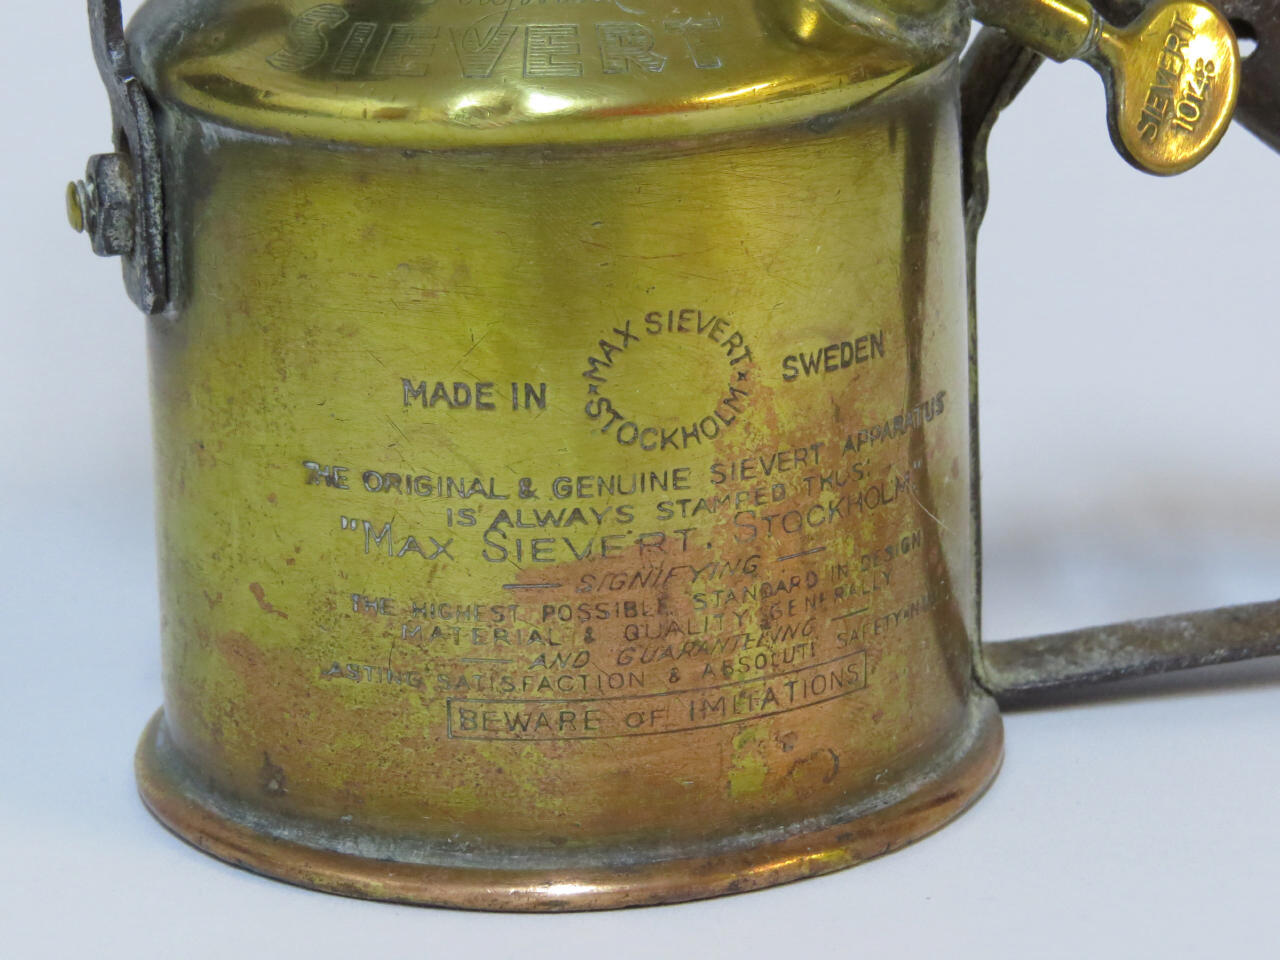 SIEVERT
SIEVERT
10148
MADE IN
MAX SIEVERT
* STOCKHOLM *
SWEDEN
THE ORIGINAL & GENUINE SIEVERT APPARATUS
IS ALWAYS STAMPED THUS:
"MAX SIEVERT, STOCKHOLM"
— SIGNIFYING —
THE HIGHEST POSSIBLE STANDARD IN DESIGN
MATERIAL & QUALITY GENERALLY
— AND GUARANTEEING —
LASTING SATISFACTION & ABSOLUTE SAFETY
BEWARE OF IMITATIONS